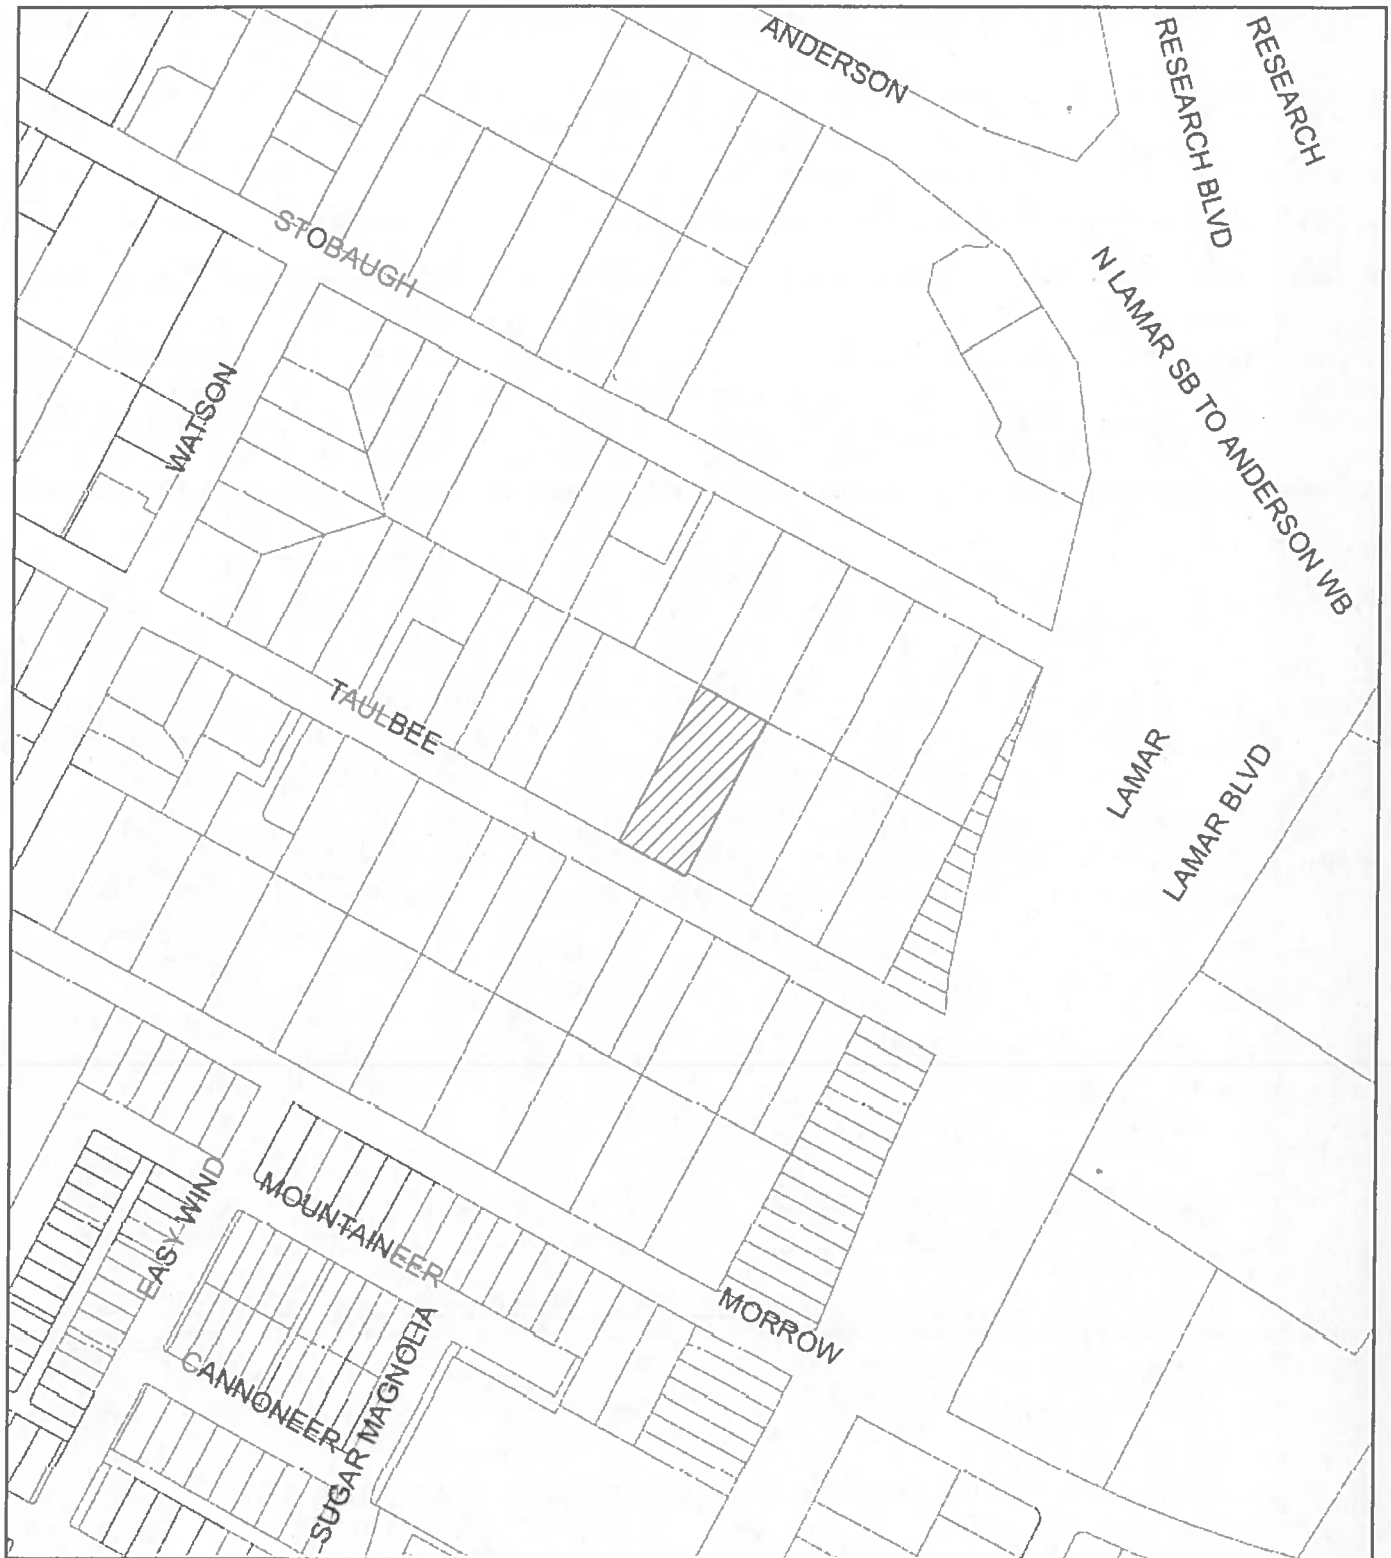 ANDERSON
RESEARCH BLVD
RESEARCH
STOBAUGH
N LAMAR SB TO ANDERSON WB
WATSON
TAULBEE
LAMAR
LAMAR BLVD
EASY WIND
MOUNTAINEER
MORROW
CANNONEER
SUGAR MAGNOLIA